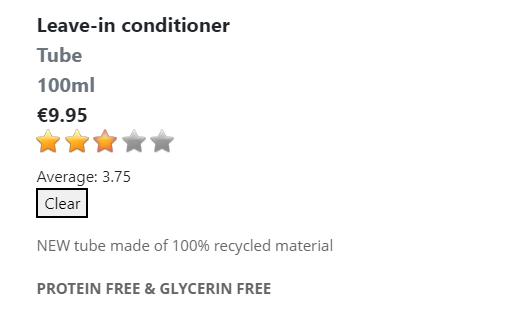 Leave-in conditioner
Tube
100ml
€9.95
Average: 3.75
Clear
NEW tube made of 100% recycled material
PROTEIN FREE & GLYCERIN FREE